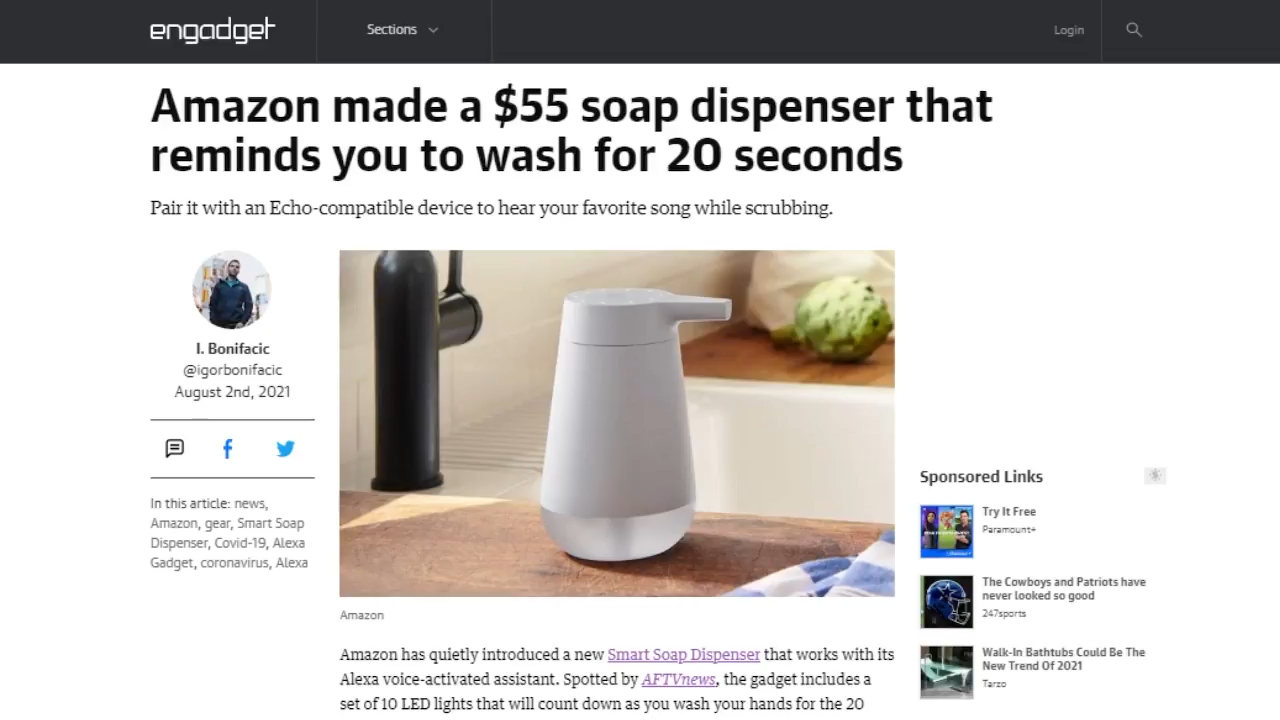 engadget
Sections
Login
Amazon made a $55 soap dispenser that
reminds you to wash for 20 seconds
Pair it with an Echo-compatible device to hear your favorite song while scrubbing.
I. Bonifacic
@igorbonifacic
August 2nd, 2021
In this article: news,
Amazon, gear, Smart Soap
Dispenser, Covid-19, Alexa
Gadget, coronavirus, Alexa
Amazon
Amazon has quietly introduced a new Smart Soap Dispenser that works with its
Alexa voice-activated assistant. Spotted by AFTVnews, the gadget includes a
set of 10 LED lights that will count down as you wash your hands for the 20
Sponsored Links
Try It Free
Paramount+
The Cowboys and Patriots have
never looked so good
247sports
Walk-In Bathtubs Could Be The
New Trend Of 2021
Tarzo